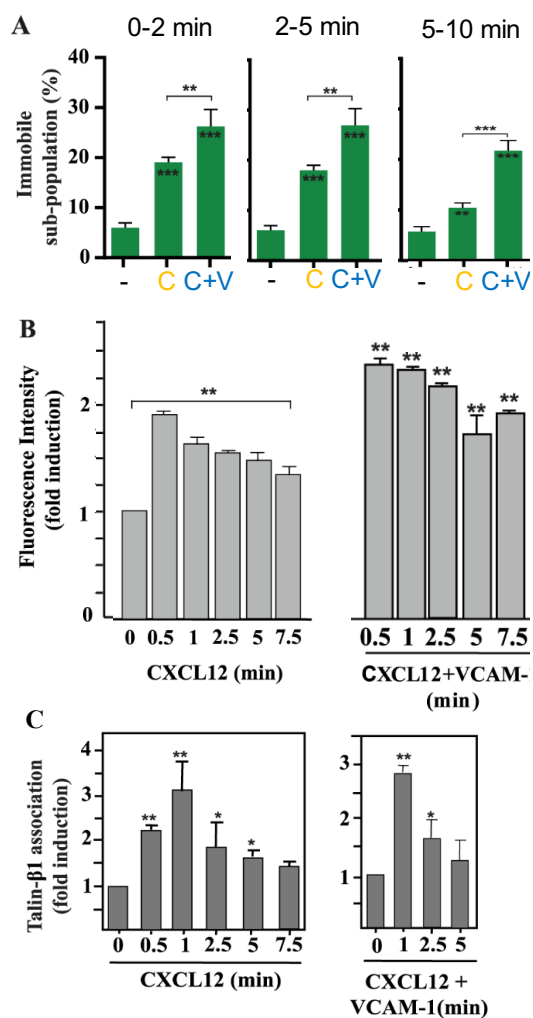 A
0-2 min
2-5 min
5-10 min
Immobile
sub-population (%)
40
30
20
10
0
**
***
***
**
***
***
***
**
***
- C C+V
- C C+V
- C C+V
B
Fluorescence Intensity
(fold induction)
2
1
0
**
** ** ** ** **
0 0.5 1 2.5 5 7.5
CXCL12 (min)
0.5 1 2.5 5 7.5
CXCL12+VCAM-1
(min)
C
Talin-β1 association
(fold induction)
4
3
2
1
** ** * *
0 0.5 1 2.5 5 7.5
CXCL12 (min)
3
2
1
** *
0 1 2.5 5
CXCL12 +
VCAM-1(min)